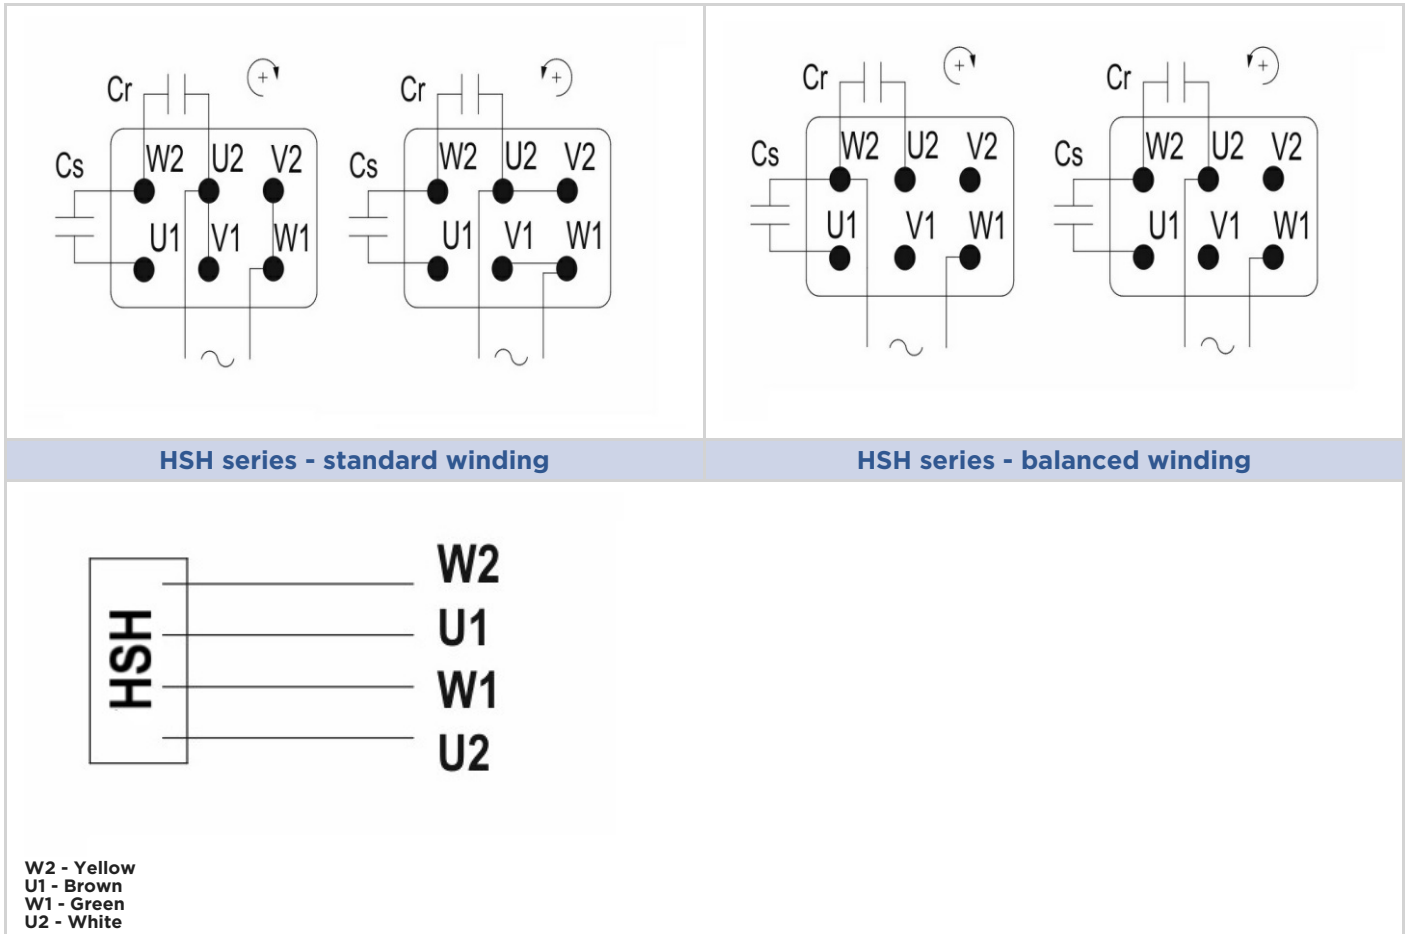 Cr
Cs
W2 U2 V2
U1 V1 W1
Cr
Cs
W2 U2 V2
U1 V1 W1
Cr
Cs
W2 U2 V2
U1 V1 W1
Cr
Cs
W2 U2 V2
U1 V1 W1
HSH series - standard winding
HSH series - balanced winding
HSH
W2
U1
W1
U2
W2 - Yellow
U1 - Brown
W1 - Green
U2 - White